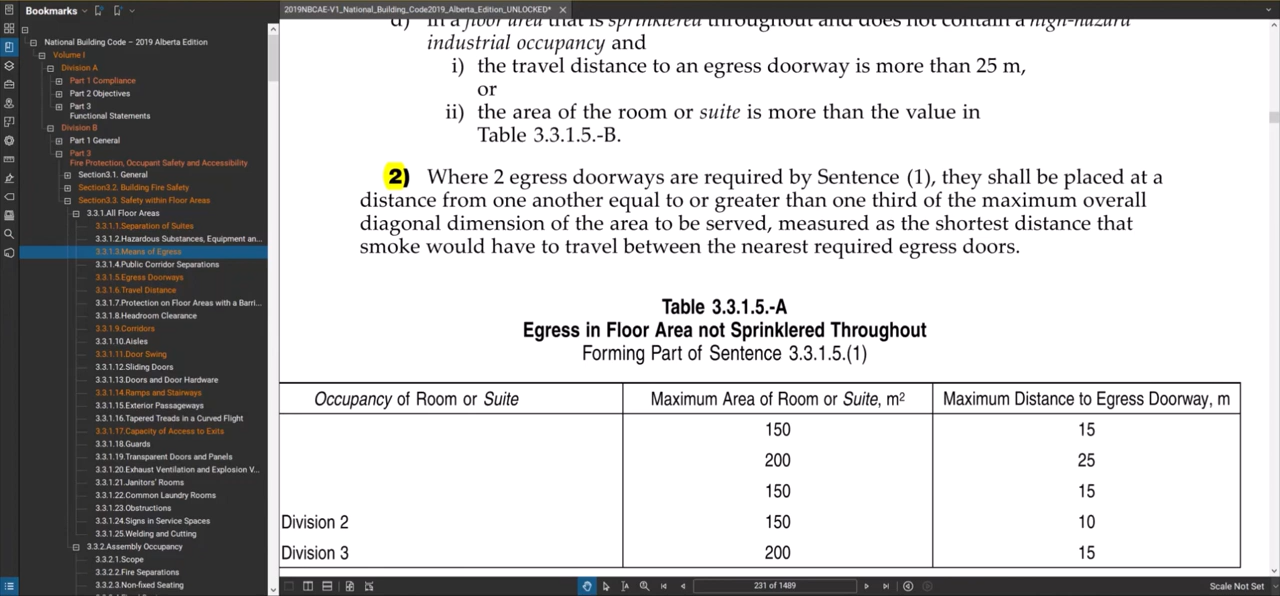 Bookmarks
2019NBCAE-V1_National_Building_Code2019_Alberta_Edition_UNLOCKED*
National Building Code – 2019 Alberta Edition
Volume I
Division A
Part 1 Compliance
Part 2 Objectives
Part 3
Functional Statements
Division B
Part 1 General
Part 3
Fire Protection, Occupant Safety and Accessibility
Section3.1. General
Section3.2. Building Fire Safety
Section3.3. Safety within Floor Areas
3.3.1.All Floor Areas
3.3.1.1.Separation of Suites
3.3.1.2.Hazardous Substances, Equipment an...
3.3.1.3.Means of Egress
3.3.1.4.Public Corridor Separations
3.3.1.5.Egress Doorways
3.3.1.6.Travel Distance
3.3.1.7.Protection on Floor Areas with a Barri...
3.3.1.8.Headroom Clearance
3.3.1.9.Corridors
3.3.1.10.Aisles
3.3.1.11.Door Swing
3.3.1.12.Sliding Doors
3.3.1.13.Doors and Door Hardware
3.3.1.14.Ramps and Stairways
3.3.1.15.Exterior Passageways
3.3.1.16.Tapered Treads in a Curved Flight
3.3.1.17.Capacity of Access to Exits
3.3.1.18.Guards
3.3.1.19.Transparent Doors and Panels
3.3.1.20.Exhaust Ventilation and Explosion V...
3.3.1.21.Janitors' Rooms
3.3.1.22.Common Laundry Rooms
3.3.1.23.Obstructions
3.3.1.24.Signs in Service Spaces
3.3.1.25.Welding and Cutting
3.3.2.Assembly Occupancy
3.3.2.1.Scope
3.3.2.2.Fire Separations
3.3.2.3.Non-fixed Seating
d) in a floor area that is sprinklered throughout and does not contain a high-hazard
industrial occupancy and
i) the travel distance to an egress doorway is more than 25 m,
or
ii) the area of the room or suite is more than the value in
Table 3.3.1.5.-B.
2) Where 2 egress doorways are required by Sentence (1), they shall be placed at a
distance from one another equal to or greater than one third of the maximum overall
diagonal dimension of the area to be served, measured as the shortest distance that
smoke would have to travel between the nearest required egress doors.
Table 3.3.1.5.-A
Egress in Floor Area not Sprinklered Throughout
Forming Part of Sentence 3.3.1.5.(1)
Occupancy of Room or Suite Maximum Area of Room or Suite, m² Maximum Distance to Egress Doorway, m
150 15
200 25
150 15
Division 2 150 10
Division 3 200 15
231 of 1489
Scale Not Set